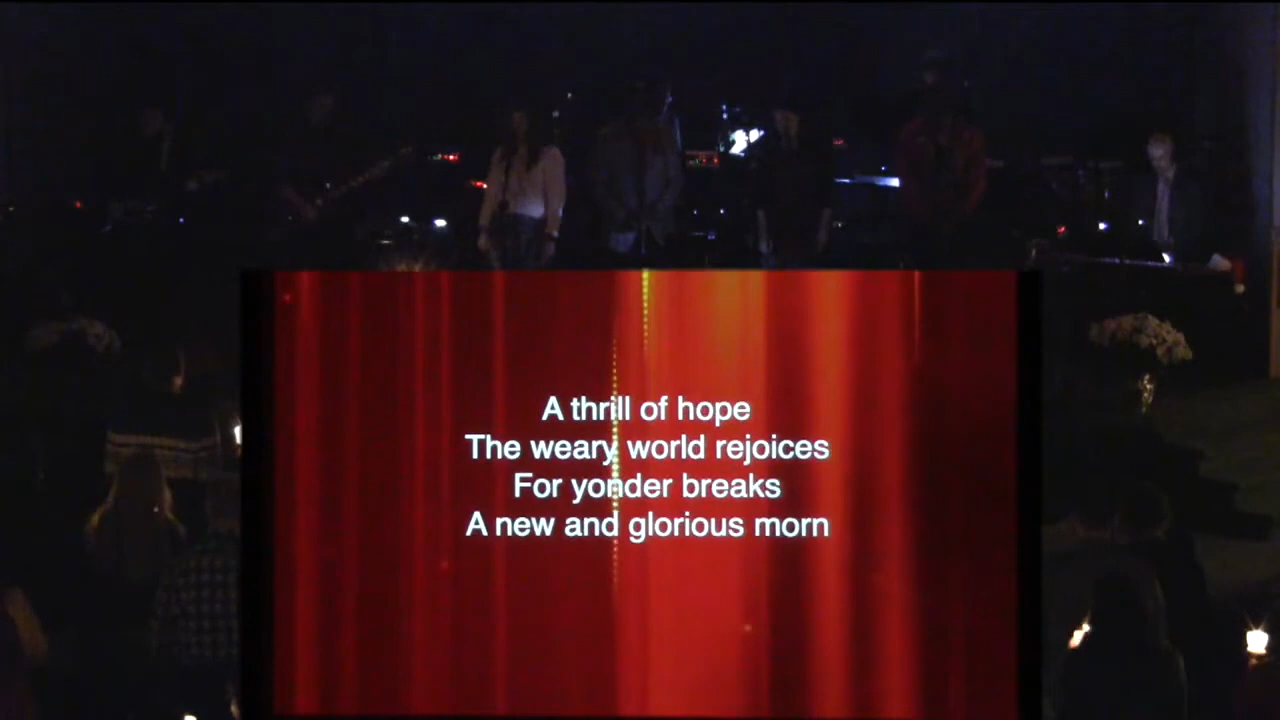 A thrill of hope
The weary world rejoices
For yonder breaks
A new and glorious morn